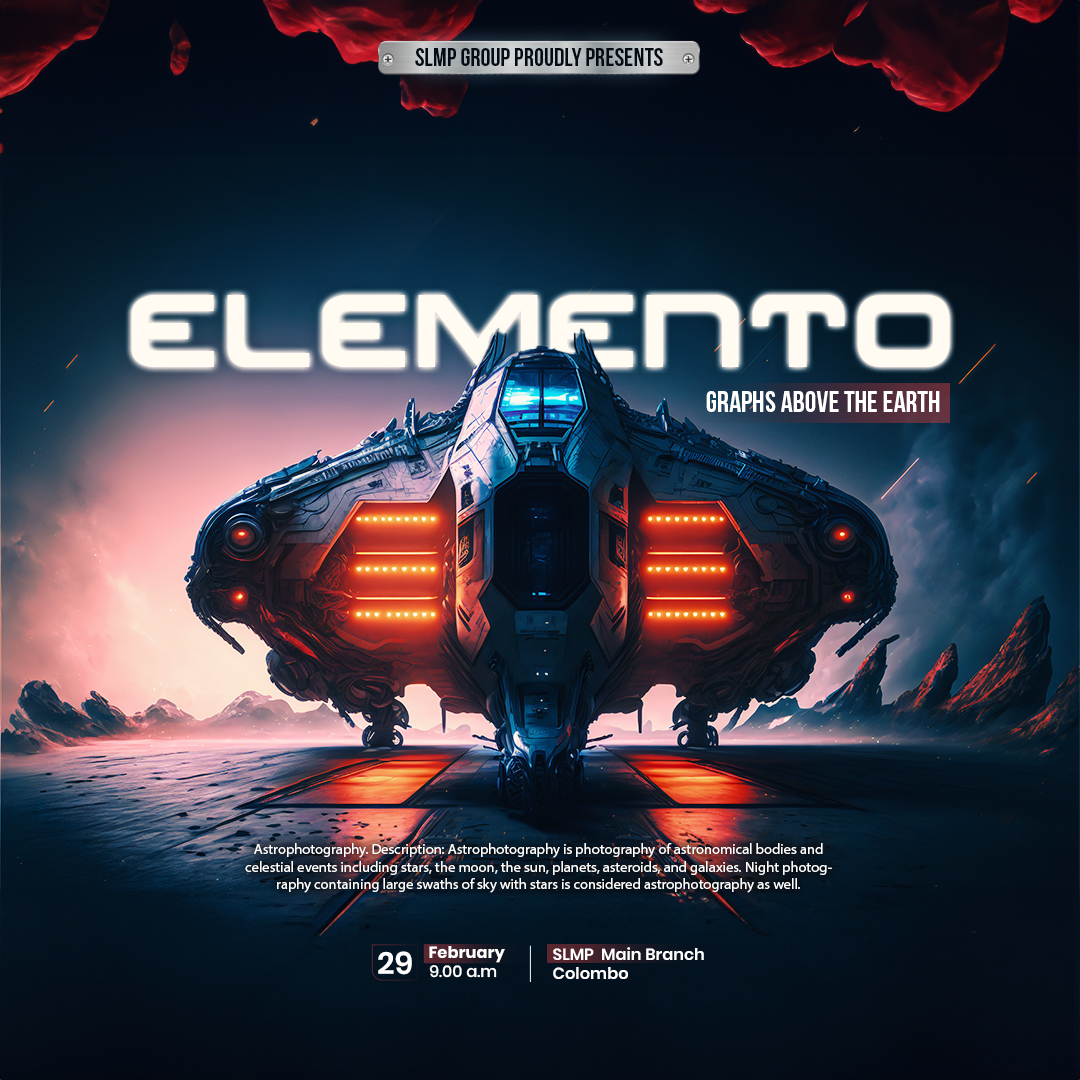 SLMP GROUP PROUDLY PRESENTS
ELEMENTO
GRAPHS ABOVE THE EARTH
Astrophotography. Description: Astrophotography is photography of astronomical bodies and
celestial events including stars, the moon, the sun, planets, asteroids, and galaxies. Night photog-
raphy containing large swaths of sky with stars is considered astrophotography as well.
29
February
9.00 a.m
SLMP Main Branch
Colombo